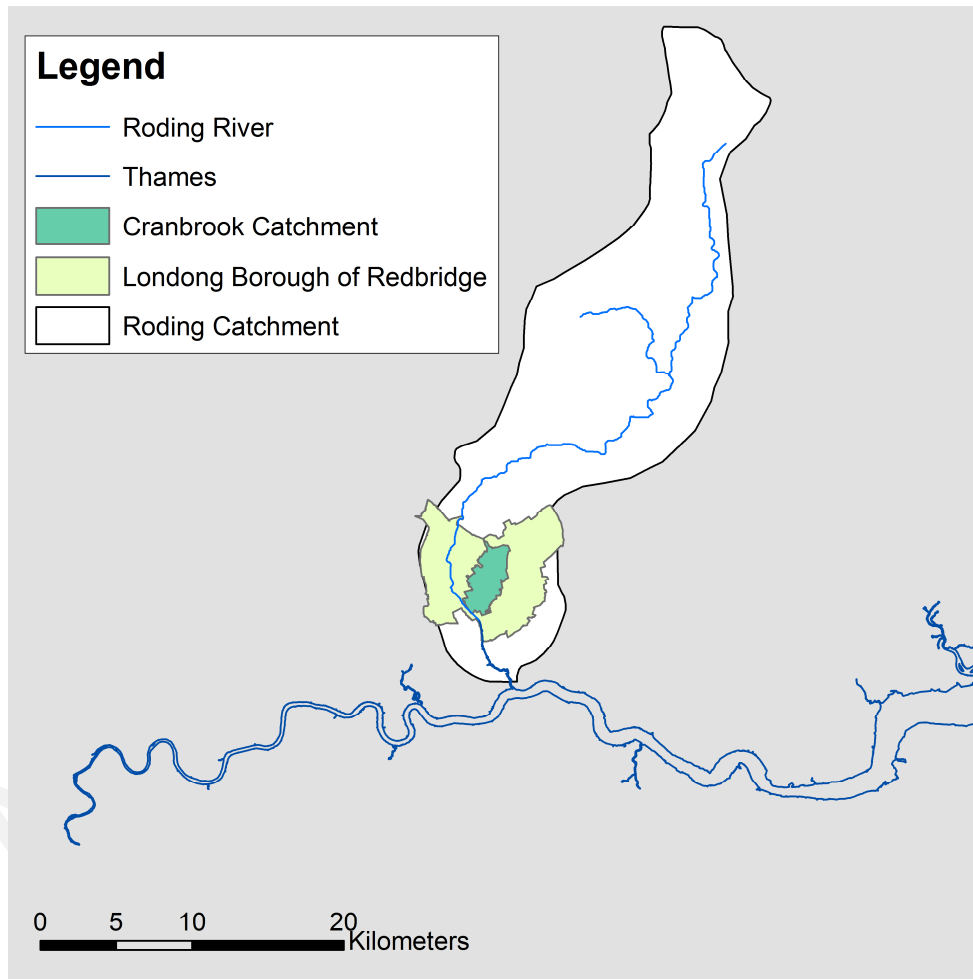 Legend
Roding River
Thames
Cranbrook Catchment
Londong Borough of Redbridge
Roding Catchment
0 5 10 20
Kilometers